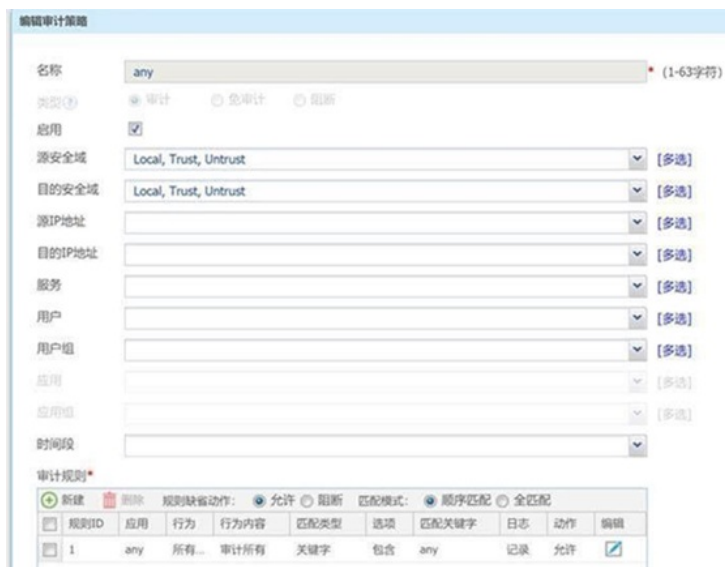 编辑审计策略
名称 any * (1-63字符)
类型 审计 免审计 阻断
启用
源安全域 Local, Trust, Untrust [多选]
目的安全域 Local, Trust, Untrust [多选]
源IP地址 [多选]
目的IP地址 [多选]
服务 [多选]
用户 [多选]
用户组 [多选]
应用 [多选]
应用组 [多选]
时间段
审计规则*
新建 删除 规则缺省动作: 允许 阻断 匹配模式: 顺序匹配 全匹配
规则ID 应用 行为 行为内容 匹配类型 选项 匹配关键字 日志 动作 编辑
1 any 所有... 审计所有 关键字 包含 any 记录 允许